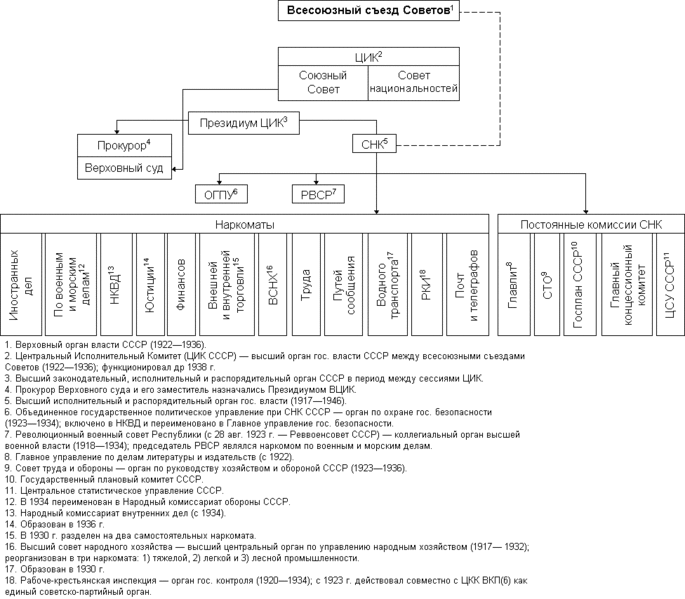 Всесоюзный съезд Советов¹
ЦИК²
Союзный
Совет
Совет
национальностей
Президиум ЦИК³
Прокурор⁴
Верховный суд
СНК⁵
ОГПУ⁶
РВСР⁷
Наркоматы
Постоянные комиссии СНК
Иностранных
дел
По военным
и морским
делам¹²
НКВД¹³
Юстиции¹⁴
Финансов
Внешней
и внутренней
торговли¹⁵
ВСНХ¹⁶
Труда
Путей
сообщения
Водного
транспорта¹⁷
РКИ¹⁸
Почт
и телеграфов
Главлит⁸
СТО⁹
Госплан СССР¹⁰
Главный
концессионный
комитет
ЦСУ СССР¹¹
1. Верховный орган власти СССР (1922—1936).
2. Центральный Исполнительный Комитет (ЦИК СССР) — высший орган гос. власти СССР между всесоюзными съездами
Советов (1922—1936); функционировал др 1938 г.
3. Высший законодательный, исполнительный и распорядительный орган СССР в период между сессиями ЦИК.
4. Прокурор Верховного суда и его заместитель назначались Президиумом ВЦИК.
5. Высший исполнительный и распорядительный орган гос. власти (1917—1946).
6. Объединенное государственное политическое управление при СНК СССР — орган по охране гос. безопасности
(1923—1934); включено в НКВД и переименовано в Главное управление гос. безопасности.
7. Революционный военный совет Республики (с 28 авг. 1923 г. — Реввоенсовет СССР) — коллегиальный орган высшей
военной власти (1918—1934); председатель РВСР являлся наркомом по военным и морским делам.
8. Главное управление по делам литературы и издательств (с 1922).
9. Совет труда и обороны — орган по руководству хозяйством и обороной СССР (1923—1936).
10. Государственный плановый комитет СССР.
11. Центральное статистическое управление СССР.
12. В 1934 переименован в Народный комиссариат обороны СССР.
13. Народный комиссариат внутренних дел (с 1934).
14. Образован в 1936 г.
15. В 1930 г. разделен на два самостоятельных наркомата.
16. Высший совет народного хозяйства — высший центральный орган по управлению народным хозяйством (1917— 1932);
реорганизован в три наркомата: 1) тяжелой, 2) легкой и 3) лесной промышленности.
17. Образован в 1930 г.
18. Рабоче-крестьянская инспекция — орган гос. контроля (1920—1934); с 1923 г. действовал совместно с ЦКК ВКП(б) как
единый советско-партийный орган.